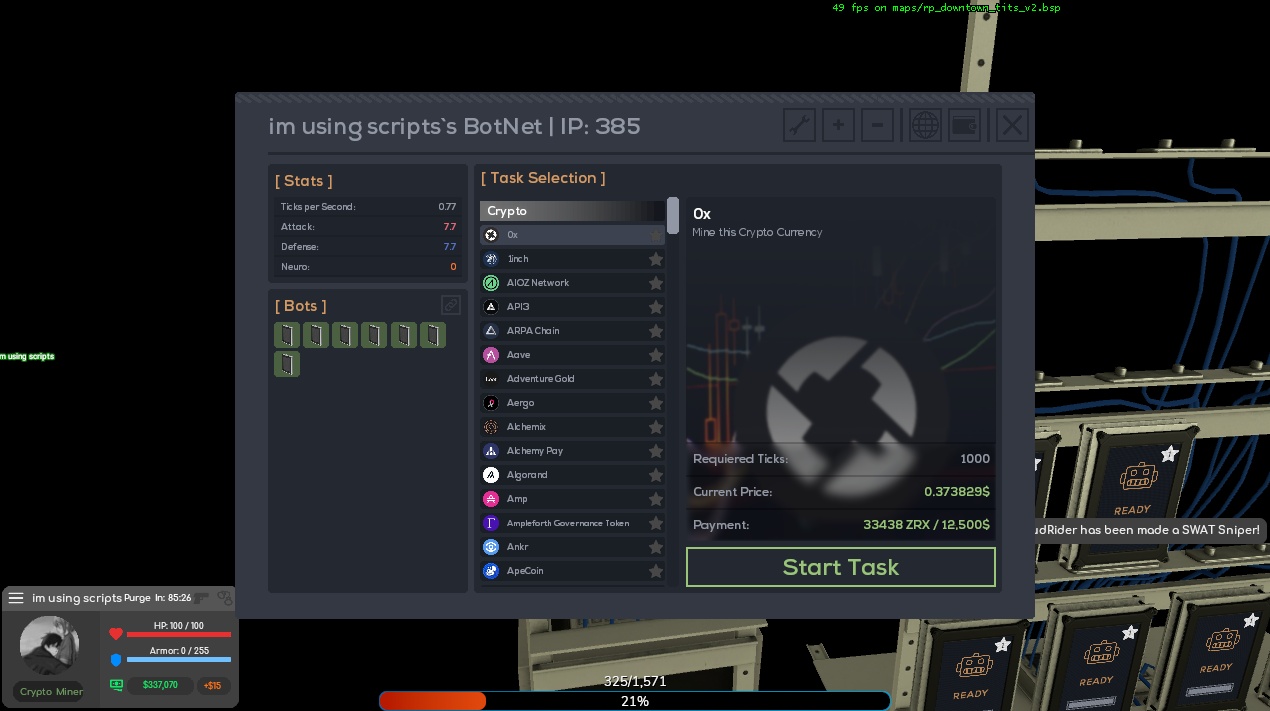 49 fps on maps/rp_downtown_tits_v2.bsp
im using scripts`s BotNet | IP: 385
[ Stats ]
Ticks per Second: 0.77
Attack: 7.7
Defense: 7.7
Neuro: 0
[ Bots ]
[ Task Selection ]
Crypto
0x
1inch
AIOZ Network
API3
ARPA Chain
Aave
Adventure Gold
Aergo
Alchemix
Alchemy Pay
Algorand
Amp
Ampleforth Governance Token
Ankr
ApeCoin
0x
Mine this Crypto Currency
Requiered Ticks: 1000
Current Price: 0.373829$
Payment: 33438 ZRX / 12,500$
Start Task
m using scripts
READY
udRider has been made a SWAT Sniper!
READY
READY
READY
im using scripts Purge In: 85:26
HP: 100 / 100
Armor: 0 / 255
Crypto Miner
$337,070
+$15
325/1,571
21%